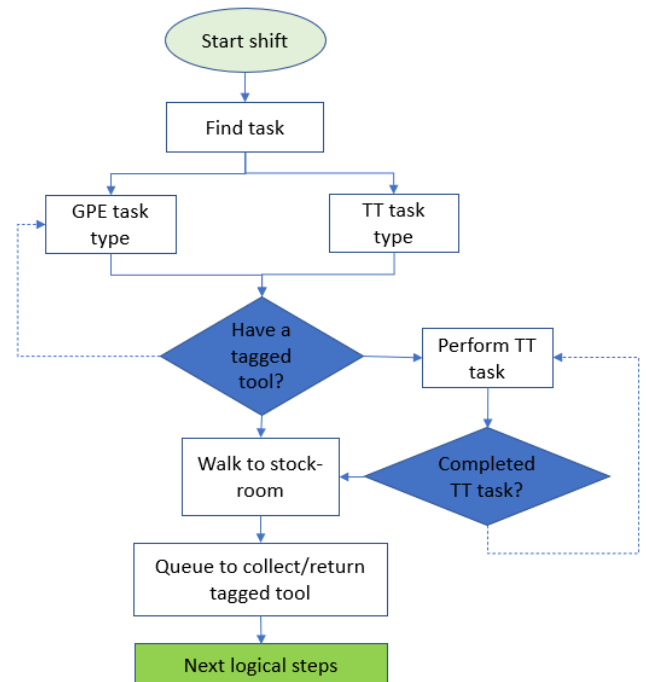 Start shift
Find task
GPE task
type
TT task
type
Have a
tagged
tool?
Perform TT
task
Walk to stock-
room
Completed
TT task?
Queue to collect/return
tagged tool
Next logical steps